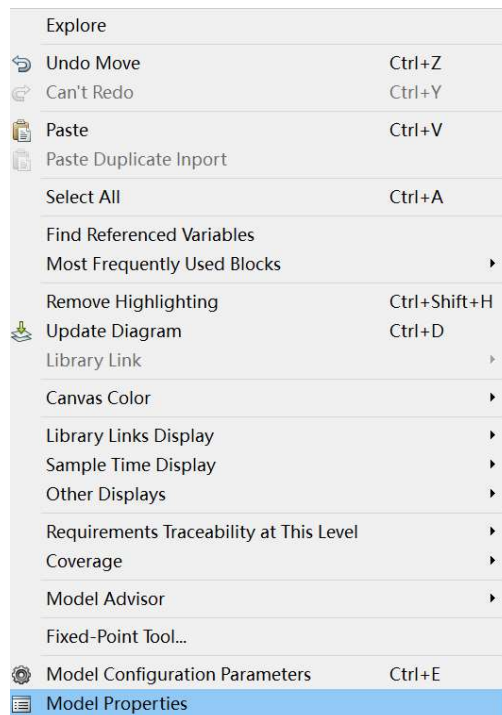 Explore
Undo Move Ctrl+Z
Can't Redo Ctrl+Y
Paste Ctrl+V
Paste Duplicate Inport
Select All Ctrl+A
Find Referenced Variables
Most Frequently Used Blocks
Remove Highlighting Ctrl+Shift+H
Update Diagram Ctrl+D
Library Link
Canvas Color
Library Links Display
Sample Time Display
Other Displays
Requirements Traceability at This Level
Coverage
Model Advisor
Fixed-Point Tool...
Model Configuration Parameters Ctrl+E
Model Properties